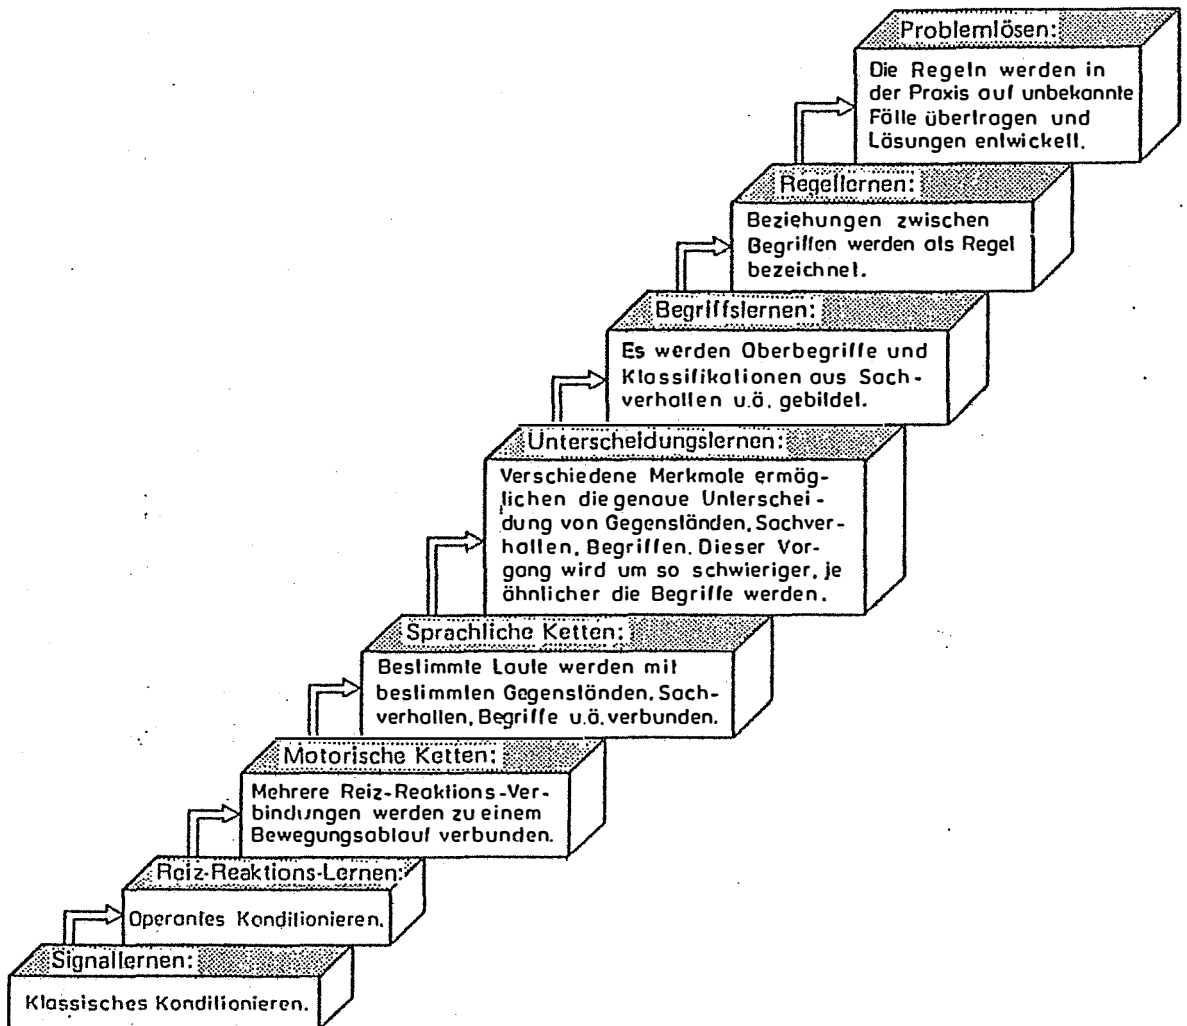 Problemlösen:
Die Regeln werden in
der Praxis auf unbekannte
Fälle übertragen und
Lösungen entwickelt.
Regellernen:
Beziehungen zwischen
Begriffen werden als Regel
bezeichnet.
Begriffslernen:
Es werden Oberbegriffe und
Klassifikationen aus Sach-
verhalten u.ä. gebildet.
Unterscheidungslernen:
Verschiedene Merkmale ermög-
lichen die genaue Unterschei-
dung von Gegenständen, Sachver-
halten, Begriffen. Dieser Vor-
gang wird um so schwieriger, je
ähnlicher die Begriffe werden.
Sprachliche Ketten:
Bestimmte Laute werden mit
bestimmten Gegenständen, Sach-
verhalten, Begriffe u.ä. verbunden.
Motorische Ketten:
Mehrere Reiz-Reaktions-Ver-
bindungen werden zu einem
Bewegungsablauf verbunden.
Reiz-Reaktions-Lernen:
Operantes Konditionieren.
Signallernen:
Klassisches Konditionieren.